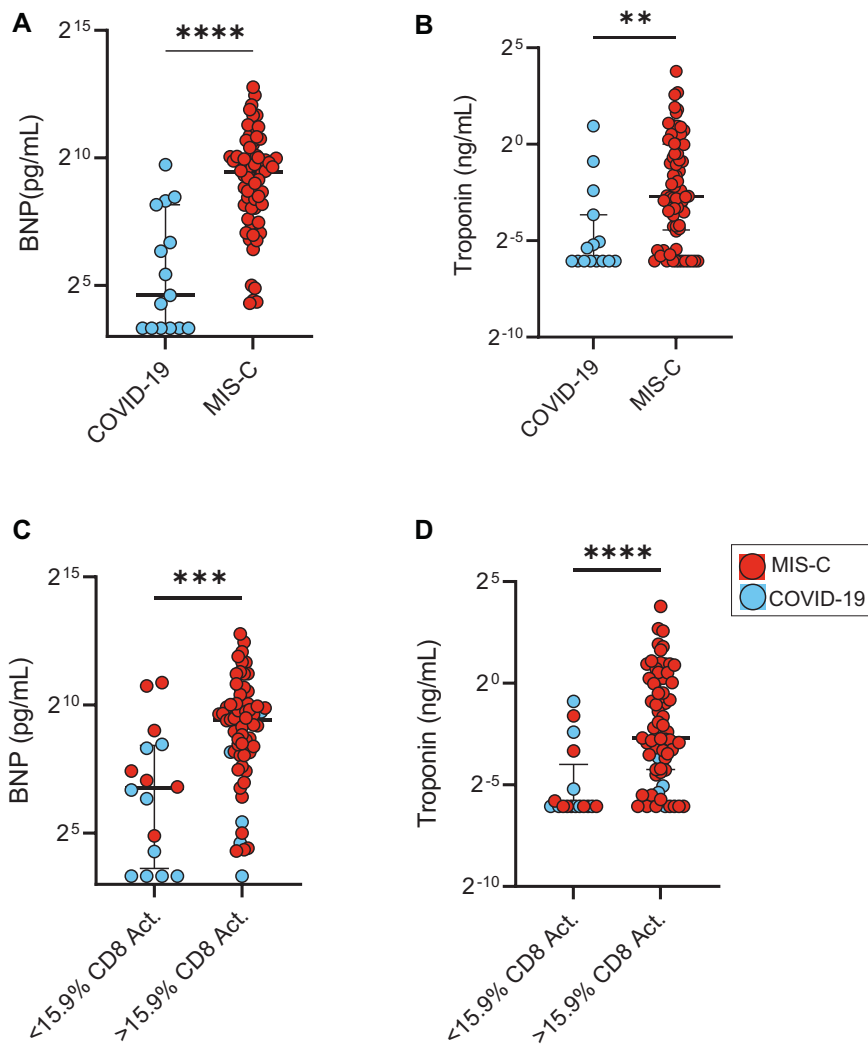 A
BNP(pg/mL)
2^15
2^10
2^5
****
COVID-19
MIS-C
B
Troponin (ng/mL)
2^5
2^0
2^-5
2^-10
**
COVID-19
MIS-C
C
BNP (pg/mL)
2^15
2^10
2^5
***
<15.9% CD8 Act.
>15.9% CD8 Act.
D
Troponin (ng/mL)
2^5
2^0
2^-5
2^-10
****
<15.9% CD8 Act.
>15.9% CD8 Act.
MIS-C
COVID-19